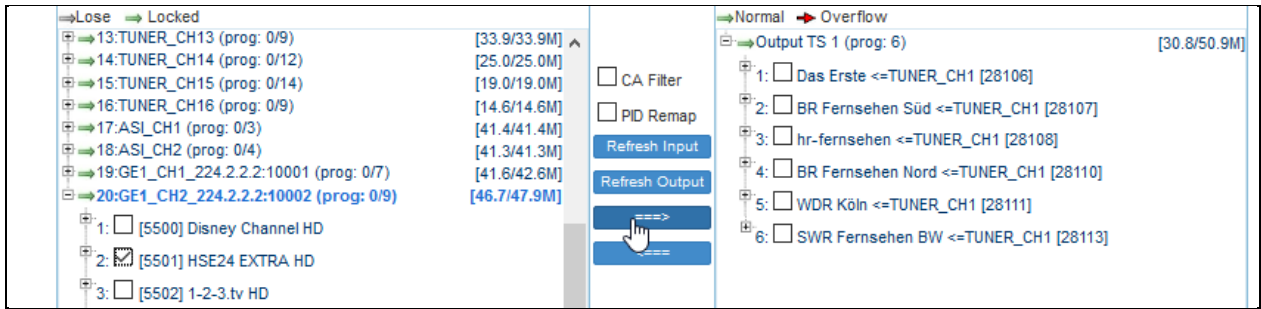 ⇒Lose ⇒ Locked
13:TUNER_CH13 (prog: 0/9) [33.9/33.9M]
14:TUNER_CH14 (prog: 0/12) [25.0/25.0M]
15:TUNER_CH15 (prog: 0/14) [19.0/19.0M]
16:TUNER_CH16 (prog: 0/9) [14.6/14.6M]
17:ASI_CH1 (prog: 0/3) [41.4/41.4M]
18:ASI_CH2 (prog: 0/4) [41.3/41.3M]
19:GE1_CH1_224.2.2.2:10001 (prog: 0/7) [41.6/42.6M]
20:GE1_CH2_224.2.2.2:10002 (prog: 0/9) [46.7/47.9M]
1: [5500] Disney Channel HD
2: [5501] HSE24 EXTRA HD
3: [5502] 1-2-3.tv HD
CA Filter
PID Remap
Refresh Input
Refresh Output
===>
<===
Normal Overflow
Output TS 1 (prog: 6) [30.8/50.9M]
1: Das Erste <=TUNER_CH1 [28106]
2: BR Fernsehen Süd <=TUNER_CH1 [28107]
3: hr-fernsehen <=TUNER_CH1 [28108]
4: BR Fernsehen Nord <=TUNER_CH1 [28110]
5: WDR Köln <=TUNER_CH1 [28111]
6: SWR Fernsehen BW <=TUNER_CH1 [28113]